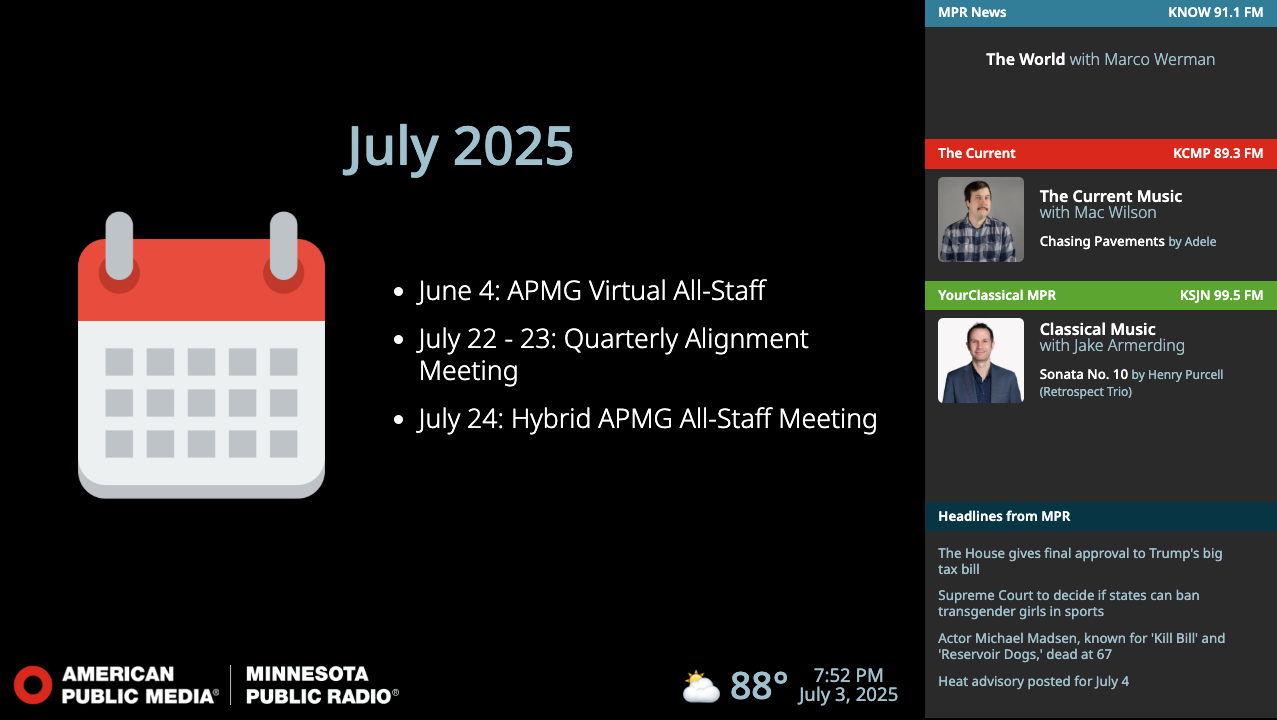 July 2025
• June 4: APMG Virtual All-Staff
• July 22 - 23: Quarterly Alignment
Meeting
• July 24: Hybrid APMG All-Staff Meeting
AMERICAN
PUBLIC MEDIA®
MINNESOTA
PUBLIC RADIO®
88°
7:52 PM
July 3, 2025
MPR News KNOW 91.1 FM
The World with Marco Werman
The Current KCMP 89.3 FM
The Current Music
with Mac Wilson
Chasing Pavements by Adele
YourClassical MPR KSJN 99.5 FM
Classical Music
with Jake Armerding
Sonata No. 10 by Henry Purcell
(Retrospect Trio)
Headlines from MPR
The House gives final approval to Trump's big
tax bill
Supreme Court to decide if states can ban
transgender girls in sports
Actor Michael Madsen, known for 'Kill Bill' and
'Reservoir Dogs,' dead at 67
Heat advisory posted for July 4